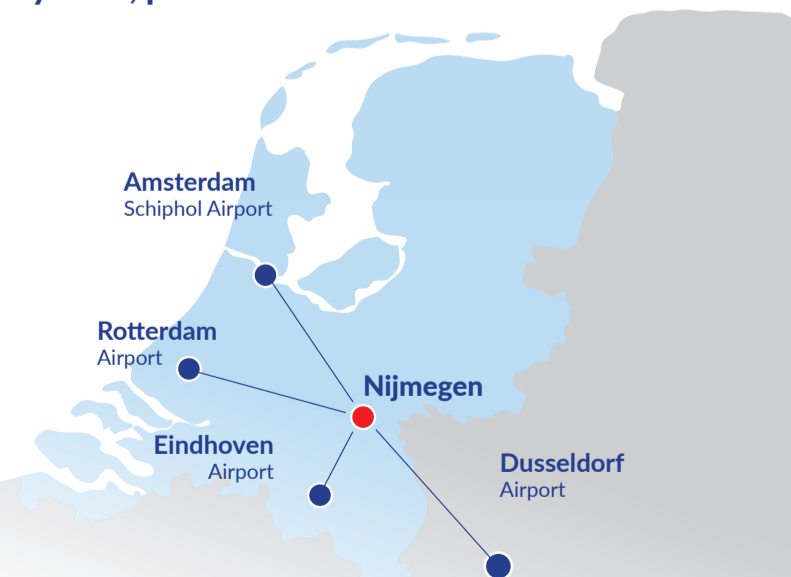 Amsterdam
Schiphol Airport
Rotterdam
Airport
Nijmegen
Eindhoven
Airport
Dusseldorf
Airport